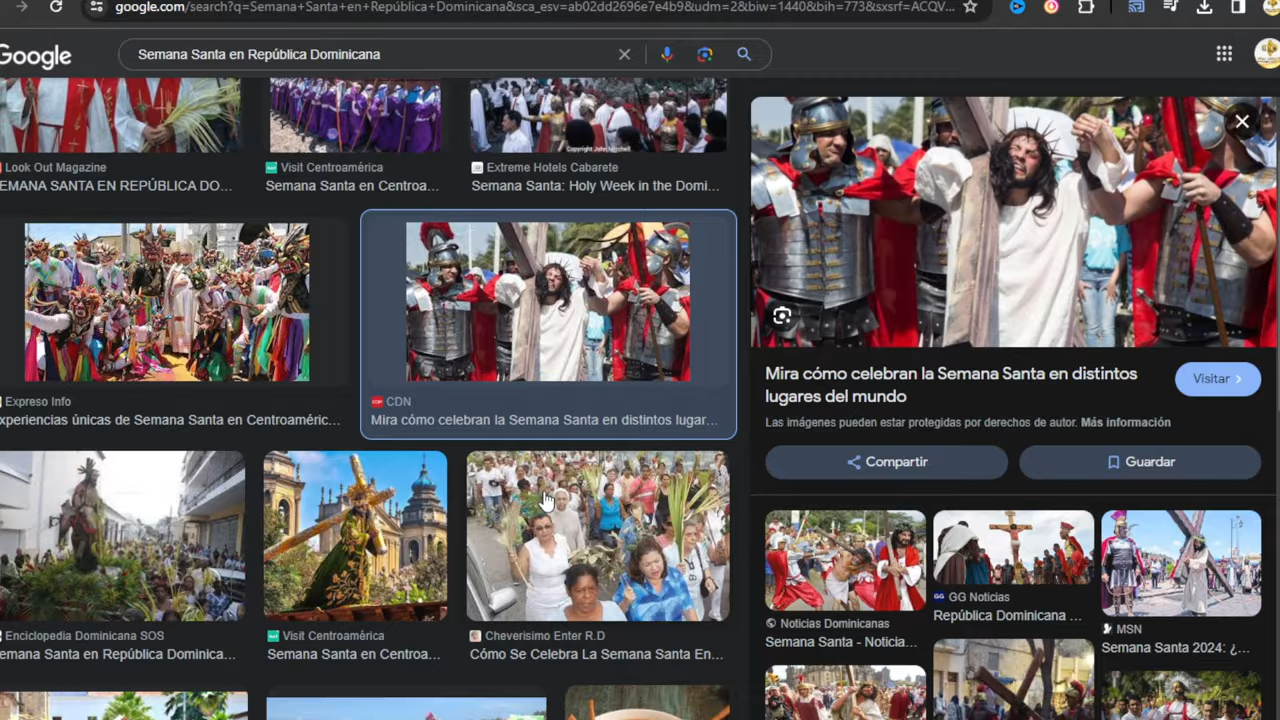 google.com/search?q=Semana+Santa+en+República+Dominicana&sca_esv=ab02dd2696e7e4b9&udm=2&biw=1440&bih=773&sxsrf=ACQV...
Google
Semana Santa en República Dominicana
Look Out Magazine
EMANA SANTA EN REPÚBLICA DO...
Visit Centroamérica
Semana Santa en Centroa...
Copyright John Mitchell
Extreme Hotels Cabarete
Semana Santa: Holy Week in the Domi...
Expreso Info
xperiencias únicas de Semana Santa en Centroaméric...
CDN
Mira cómo celebran la Semana Santa en distintos lugar...
Enciclopedia Dominicana SOS
emana Santa en República Dominica...
Visit Centroamérica
Semana Santa en Centroa...
Cheverisimo Enter R.D
Cómo Se Celebra La Semana Santa En...
Mira cómo celebran la Semana Santa en distintos
lugares del mundo
Visitar
Las imágenes pueden estar protegidas por derechos de autor. Más información
Compartir
Guardar
Noticias Dominicanas
Semana Santa - Noticia...
GG GG Noticias
República Dominicana ...
MSN
Semana Santa 2024: ¿...